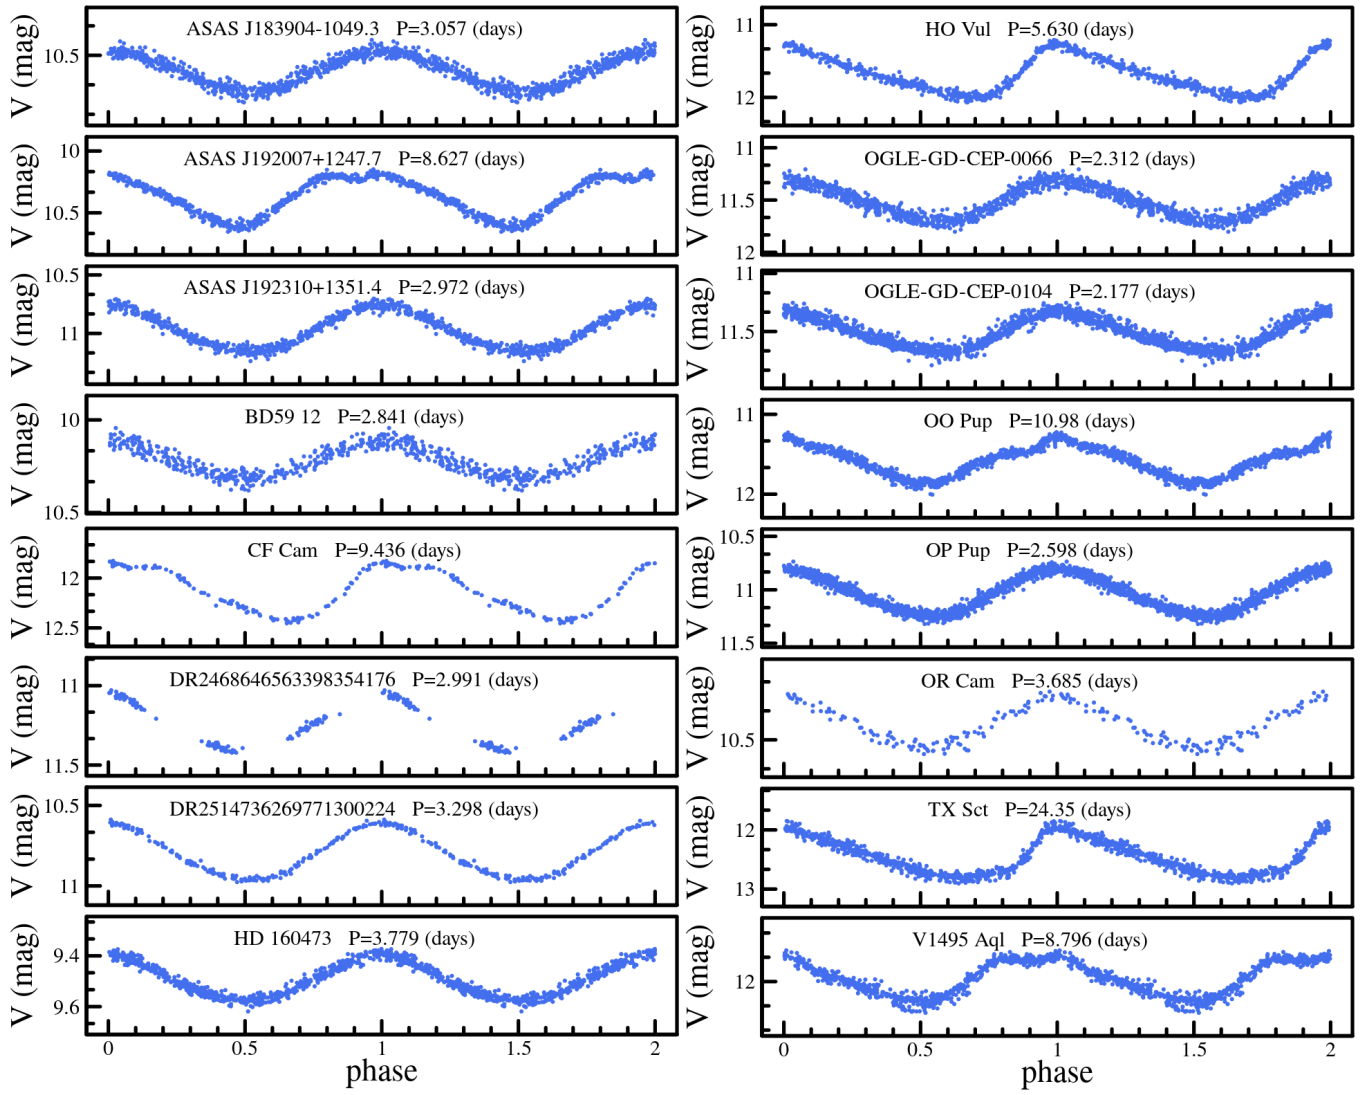 ASAS J183904-1049.3 P=3.057 (days)
V (mag)
10.5
ASAS J192007+1247.7 P=8.627 (days)
V (mag)
10
10.5
ASAS J192310+1351.4 P=2.972 (days)
V (mag)
10.5
11
BD59 12 P=2.841 (days)
V (mag)
10
10.5
CF Cam P=9.436 (days)
V (mag)
12
12.5
DR2468646563398354176 P=2.991 (days)
V (mag)
11
11.5
DR2514736269771300224 P=3.298 (days)
V (mag)
10.5
11
HD 160473 P=3.779 (days)
V (mag)
9.4
9.6
0 0.5 1 1.5 2
phase
HO Vul P=5.630 (days)
V (mag)
11
12
OGLE-GD-CEP-0066 P=2.312 (days)
V (mag)
11
11.5
12
OGLE-GD-CEP-0104 P=2.177 (days)
V (mag)
11
11.5
OO Pup P=10.98 (days)
V (mag)
11
12
OP Pup P=2.598 (days)
V (mag)
10.5
11
11.5
OR Cam P=3.685 (days)
V (mag)
10.5
TX Sct P=24.35 (days)
V (mag)
12
13
V1495 Aql P=8.796 (days)
V (mag)
12
0 0.5 1 1.5 2
phase